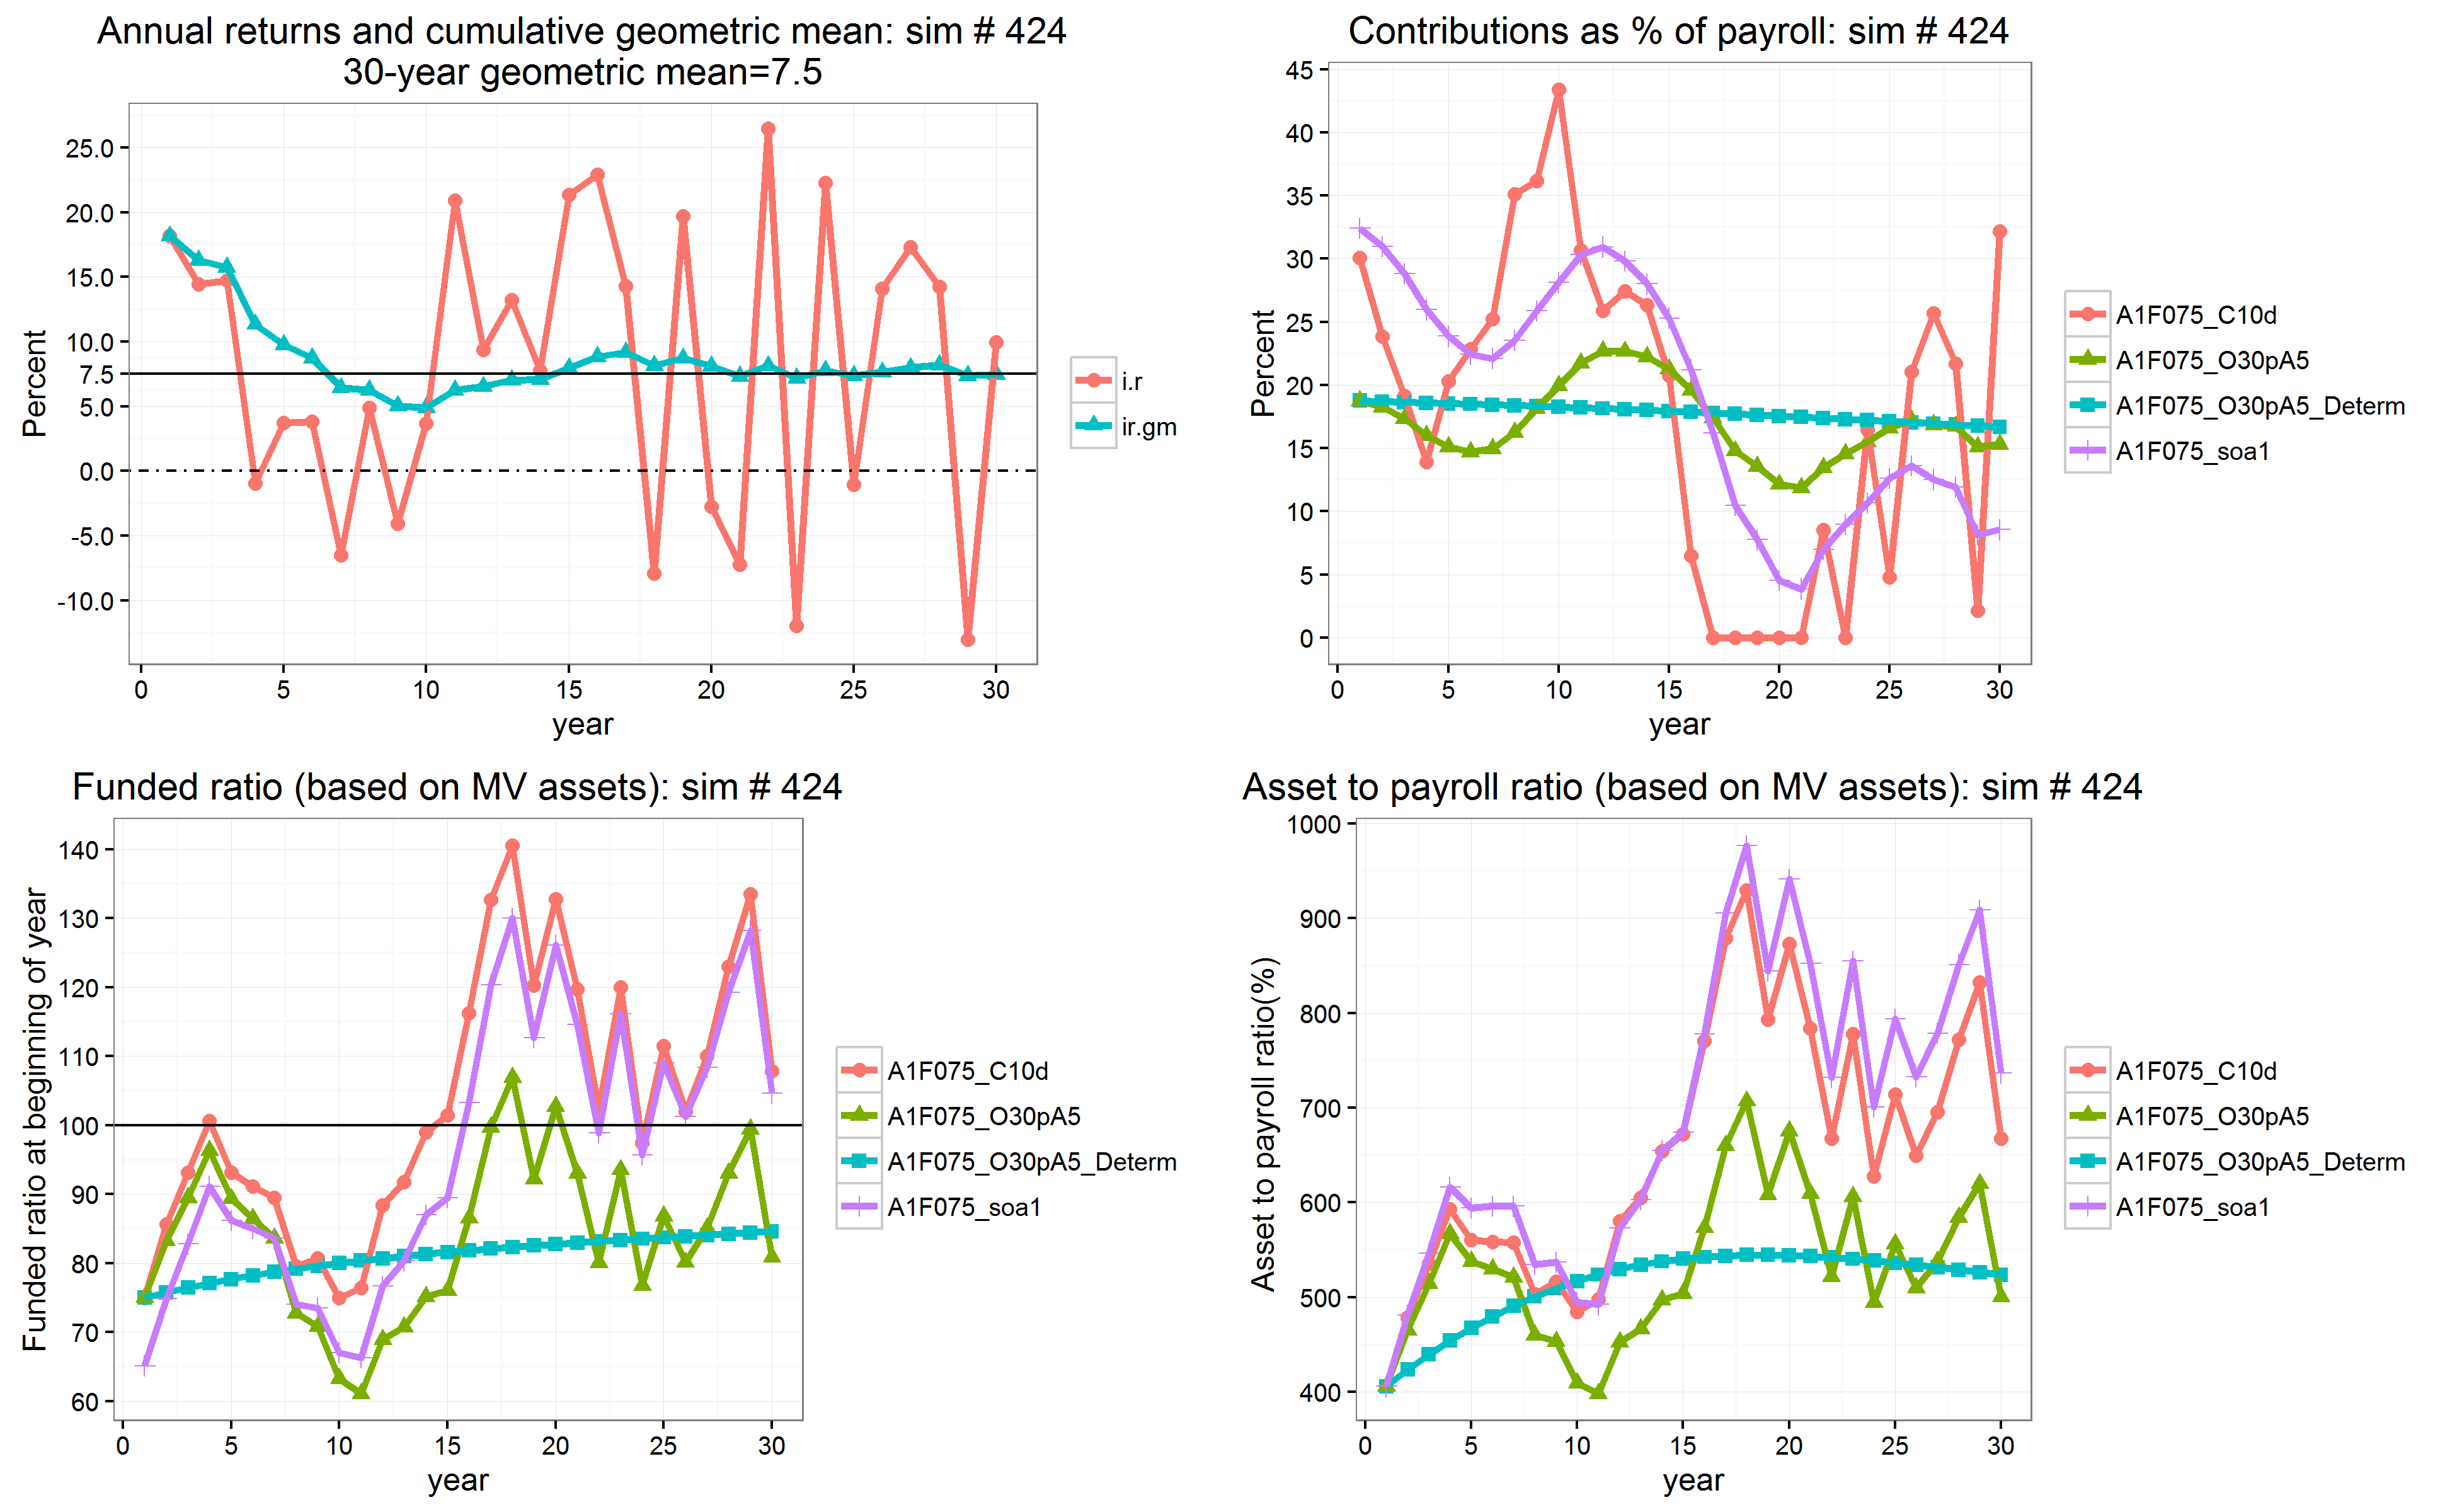 Annual returns and cumulative geometric mean: sim # 424
30-year geometric mean=7.5
Percent
25.0
20.0
15.0
10.0
7.5
5.0
0.0
-5.0
-10.0
0 5 10 15 20 25 30
year
i.r
ir.gm
Contributions as % of payroll: sim # 424
Percent
45
40
35
30
25
20
15
10
5
0
0 5 10 15 20 25 30
year
A1F075_C10d
A1F075_O30pA5
A1F075_O30pA5_Determ
A1F075_soa1
Funded ratio (based on MV assets): sim # 424
Funded ratio at beginning of year
140
130
120
110
100
90
80
70
60
0 5 10 15 20 25 30
year
A1F075_C10d
A1F075_O30pA5
A1F075_O30pA5_Determ
A1F075_soa1
Asset to payroll ratio (based on MV assets): sim # 424
Asset to payroll ratio(%)
1000
900
800
700
600
500
400
0 5 10 15 20 25 30
year
A1F075_C10d
A1F075_O30pA5
A1F075_O30pA5_Determ
A1F075_soa1